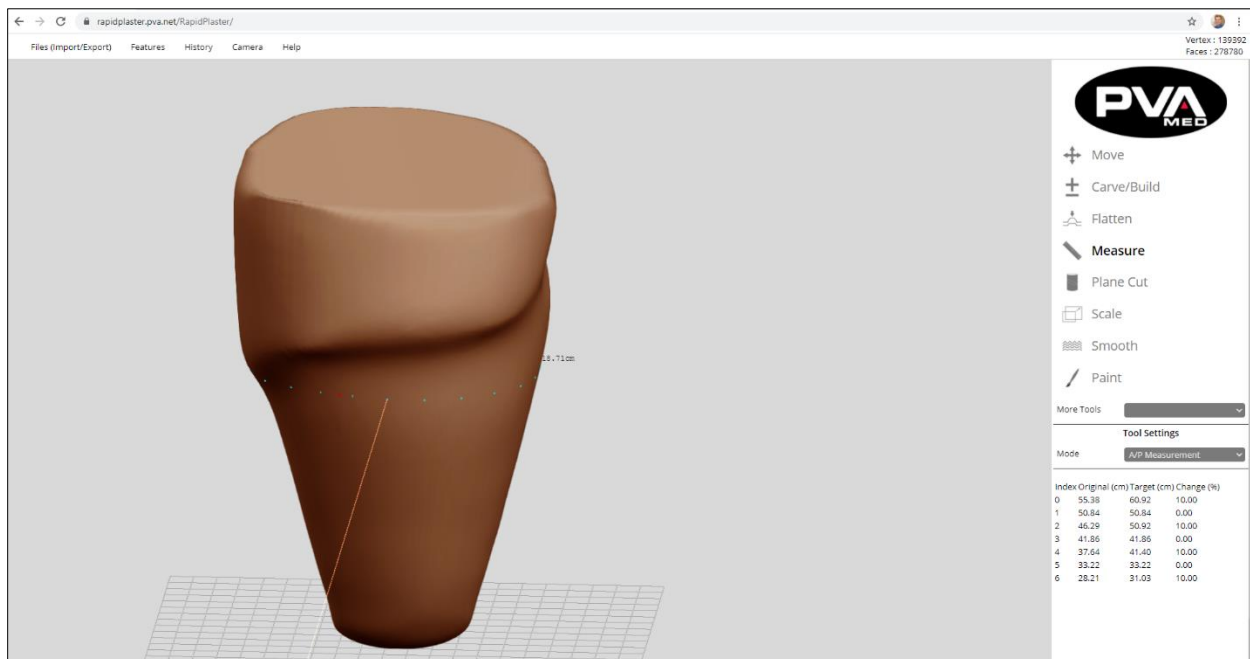 rapidplaster.pva.net/RapidPlaster/
Files (Import/Export) Features History Camera Help
Vertex : 139392
Faces : 278780
PVA
MED
Move
Carve/Build
Flatten
Measure
Plane Cut
Scale
Smooth
Paint
More Tools
Tool Settings
Mode A/P Measurement
Index Original (cm) Target (cm) Change (%)
0 55.38 60.92 10.00
1 50.84 50.84 0.00
2 46.29 50.92 10.00
3 41.86 41.86 0.00
4 37.64 41.40 10.00
5 33.22 33.22 0.00
6 28.21 31.03 10.00